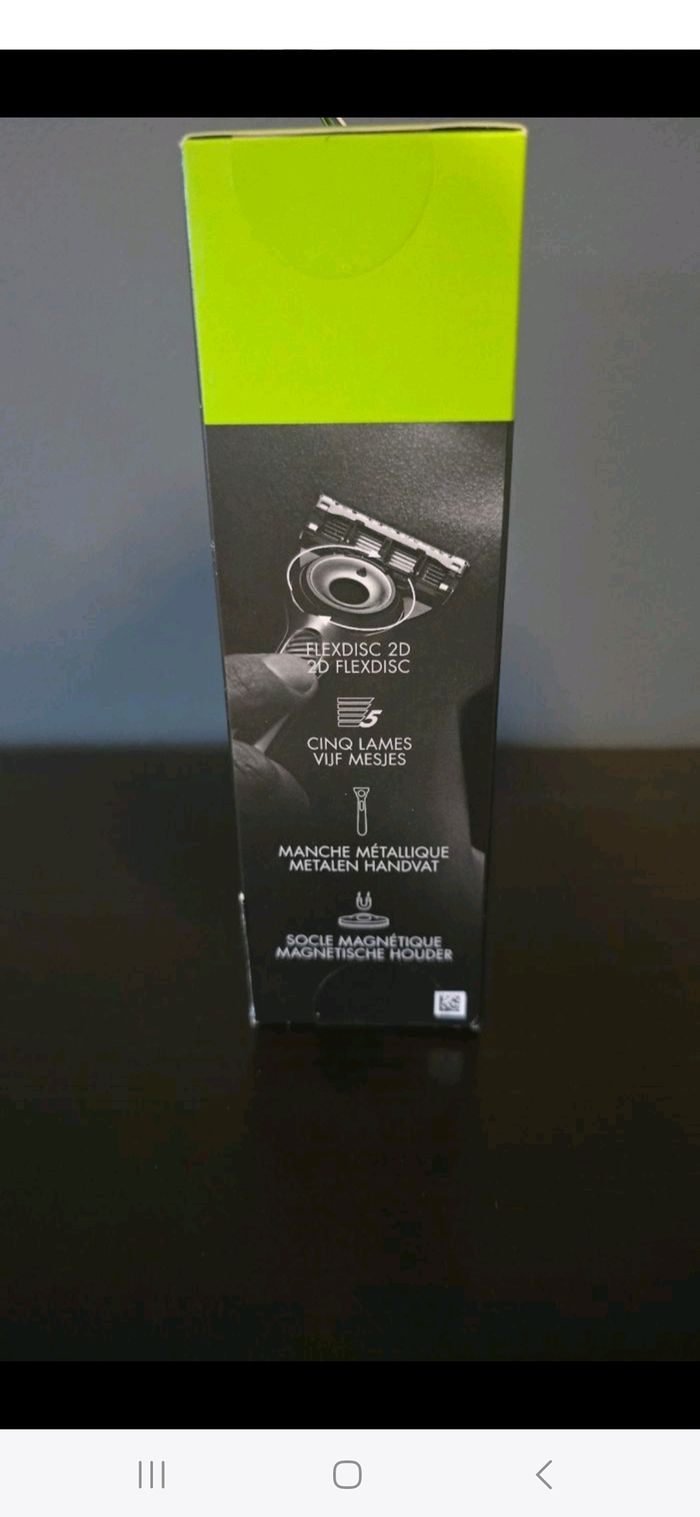 FLEXDISC 2D
2D FLEXDISC
5
CINQ LAMES
VIJF MESJES
MANCHE MÉTALLIQUE
METALEN HANDVAT
SOCLE MAGNÉTIQUE
MAGNETISCHE HOUDER